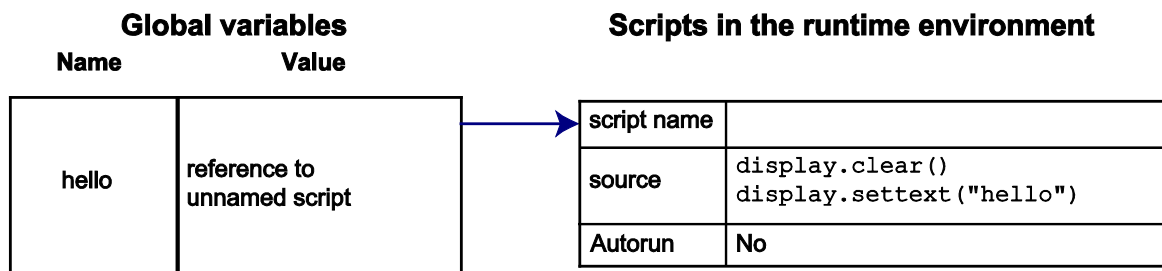 Global variables
Name Value
hello
reference to
unnamed script
Scripts in the runtime environment
script name
source
display.clear()
display.settext("hello")
Autorun No